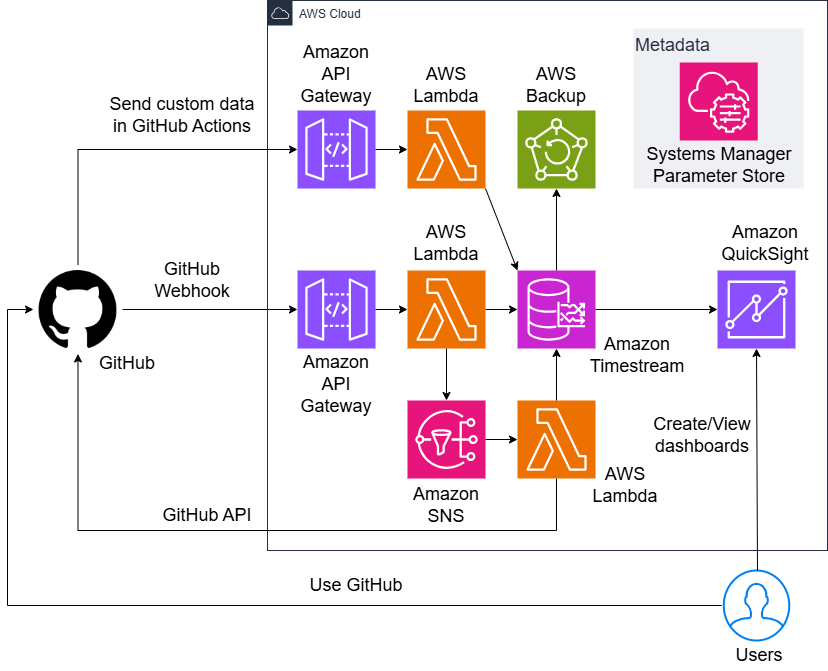 AWS Cloud
Amazon
API
Gateway
AWS
Lambda
AWS
Backup
Metadata
Systems Manager
Parameter Store
Send custom data
in GitHub Actions
</>
GitHub
Webhook
AWS
Lambda
Amazon
QuickSight
</>
GitHub
Amazon
API
Gateway
Amazon
Timestream
Create/View
dashboards
Amazon
SNS
AWS
Lambda
GitHub API
Use GitHub
Users